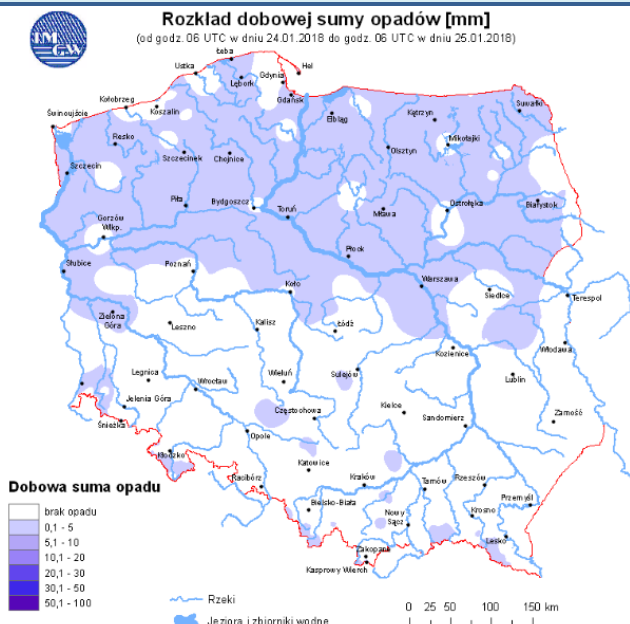 IMGW
Rozkład dobowej sumy opadów [mm]
(od godz. 06 UTC w dniu 24.01.2018 do godz. 06 UTC w dniu 25.01.2018)
Łeba
Ustka
Hel
Gdynia
Lębork
Gdańsk
Kołobrzeg
Koszalin
Suwałki
Świnoujście
Elbląg
Kętrzyn
Resko
Mikołajki
Szczecinek
Chojnice
Olsztyn
Szczecin
Piła
Bydgoszcz
Toruń
Mława
Ostrołęka
Białystok
Gorzów
Wlkp.
Płock
Słubice
Poznań
Koło
Warszawa
Siedlce
Terespol
Zielona
Góra
Leszno
Kalisz
Łódź
Kozienice
Włodawa
Legnica
Wrocław
Wieluń
Sulejów
Lublin
Jelenia Góra
Śnieżka
Częstochowa
Kielce
Sandomierz
Zamość
Opole
Kłodzko
Katowice
Racibórz
Kraków
Tarnów
Rzeszów
Bielsko-Biała
Nowy
Sącz
Krosno
Przemyśl
Lesko
Zakopane
Kasprowy Wierch
Dobowa suma opadu
brak opadu
0,1 - 5
5,1 - 10
10,1 - 20
20,1 - 30
30,1 - 50
50,1 - 100
Rzeki
Jeziora i zbiorniki wodne
0 25 50 100 150 km